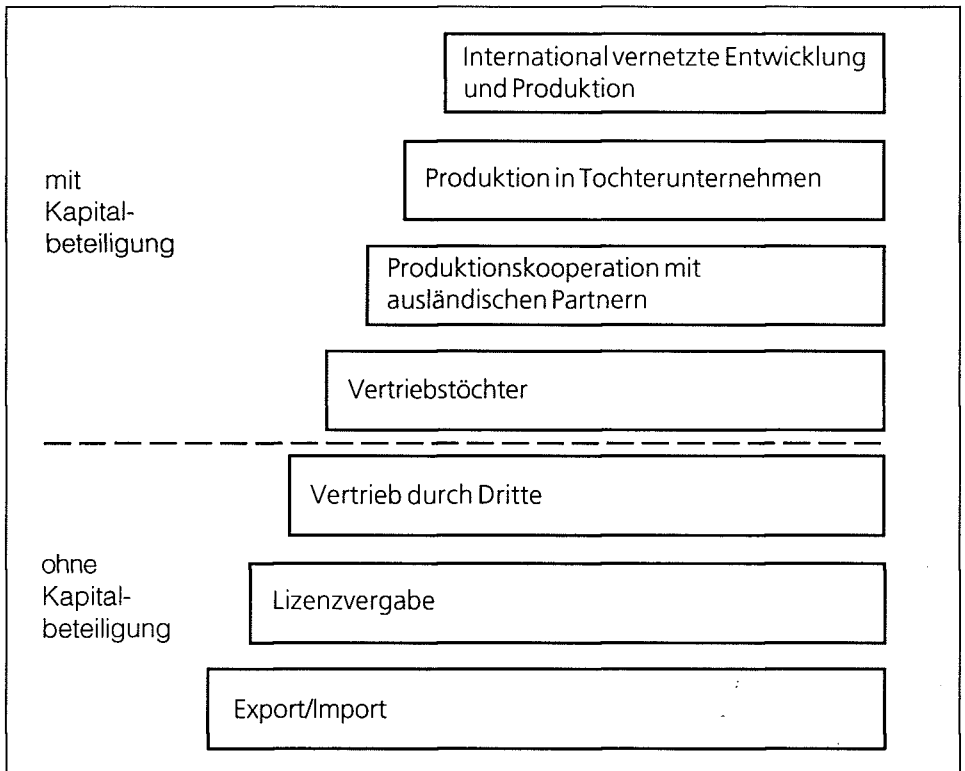 International vernetzte Entwicklung
und Produktion
mit
Kapital-
beteiligung
Produktion in Tochterunternehmen
Produktionskooperation mit
ausländischen Partnern
Vertriebstöchter
Vertrieb durch Dritte
ohne
Kapital-
beteiligung
Lizenzvergabe
Export/Import